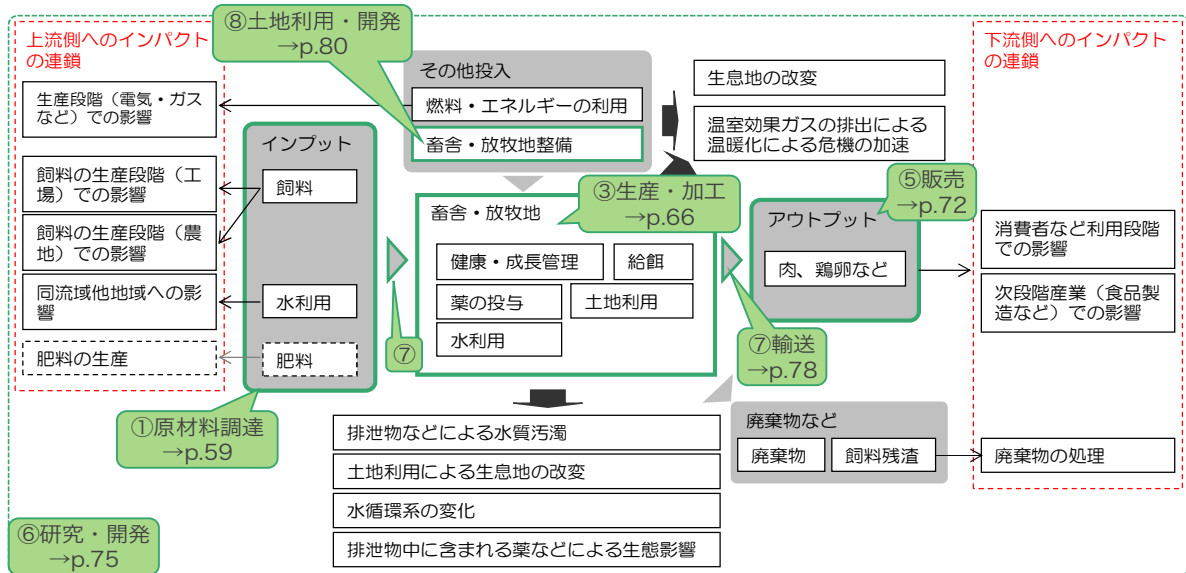 上流側へのインパクト
の連鎖
⑧土地利用・開発
→p.80
下流側へのインパクト
の連鎖
その他投入
燃料・エネルギーの利用
畜舎・放牧地整備
生息地の改変
温室効果ガスの排出による
温暖化による危機の加速
生産段階（電気・ガス
など）での影響
飼料の生産段階（工
場）での影響
飼料の生産段階（農
地）での影響
同流域他地域への影
響
肥料の生産
インプット
飼料
水利用
肥料
①原材料調達
→p.59
⑦
畜舎・放牧地
③生産・加工
→p.66
健康・成長管理
給餌
薬の投与
土地利用
水利用
⑤販売
→p.72
アウトプット
肉、鶏卵など
⑦輸送
→p.78
消費者など利用段階
での影響
次段階産業（食品製
造など）での影響
排泄物などによる水質汚濁
土地利用による生息地の改変
水循環系の変化
排泄物中に含まれる薬などによる生態影響
廃棄物など
廃棄物
飼料残渣
廃棄物の処理
⑥研究・開発
→p.75